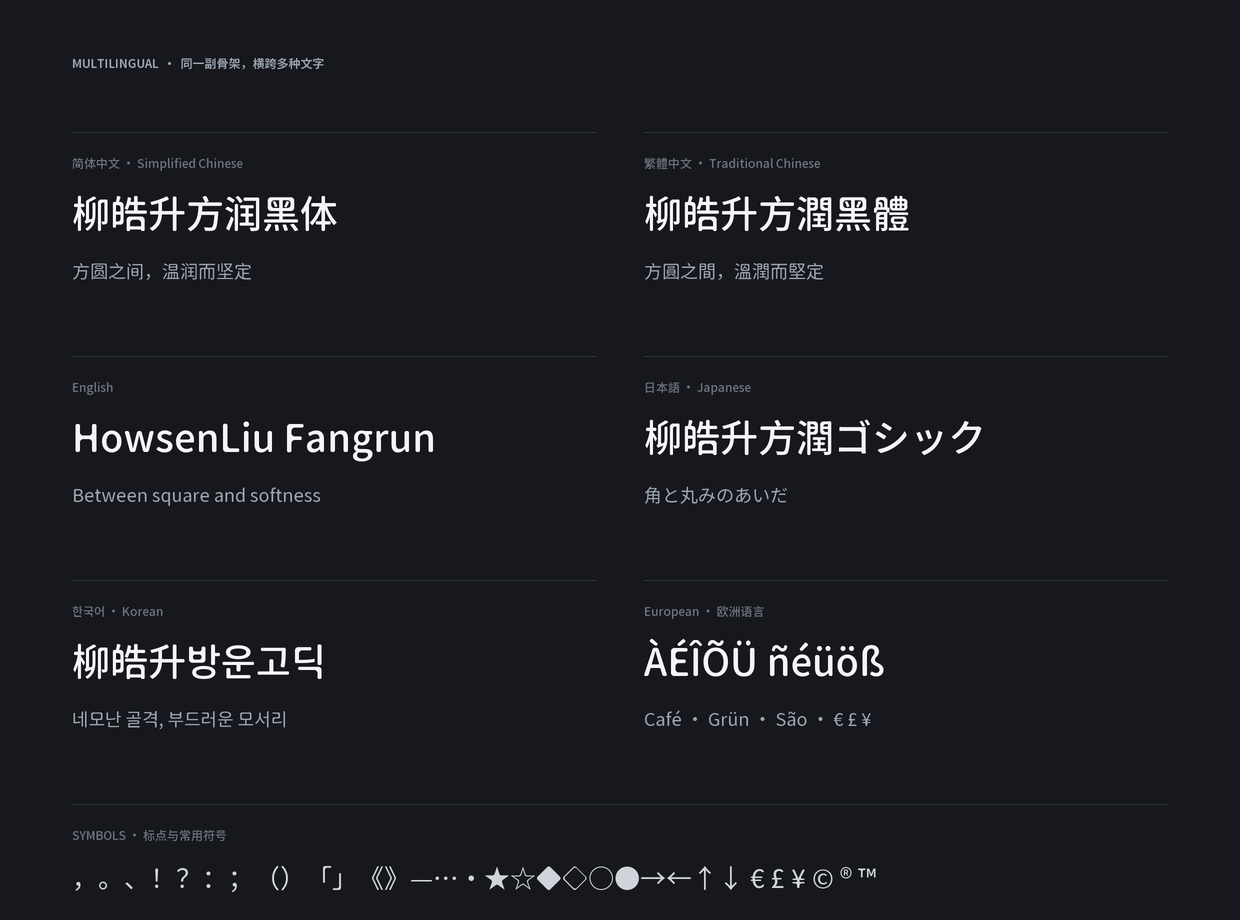 MULTILINGUAL • 同一副骨架，横跨多种文字
简体中文 • Simplified Chinese
柳皓升方润黑体
方圆之间，温润而坚定
繁體中文 • Traditional Chinese
柳皓升方潤黑體
方圓之間，溫潤而堅定
English
HowsenLiu Fangrun
Between square and softness
日本語 • Japanese
柳皓升方潤ゴシック
角と丸みのあいだ
한국어 • Korean
柳皓升방윤고딕
네모난 골격, 부드러운 모서리
European • 欧洲语言
ÀÉÎÕÜ ñéüöß
Café • Grün • São • € £ ¥
SYMBOLS • 标点与常用符号
，。、！？：；（）「」《》—…•★☆◆◇○●→←↑↓ € £ ¥ © ® ™